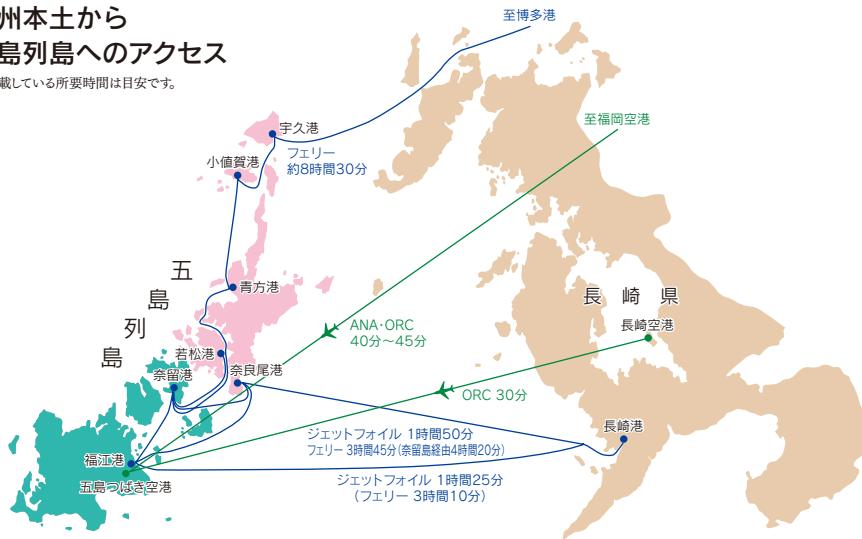 州本土から
島列島へのアクセス
載している所要時間は目安です。
至博多港
至福岡空港
宇久港
フェリー
約8時間30分
小値賀港
五島列島
青方港
長崎県
長崎空港
ANA・ORC
40分～45分
若松港
奈留港
奈良尾港
ORC 30分
長崎港
ジェットフォイル 1時間50分
フェリー 3時間45分(奈留島経由4時間20分)
福江港
五島つばき空港
ジェットフォイル 1時間25分
（フェリー 3時間10分）